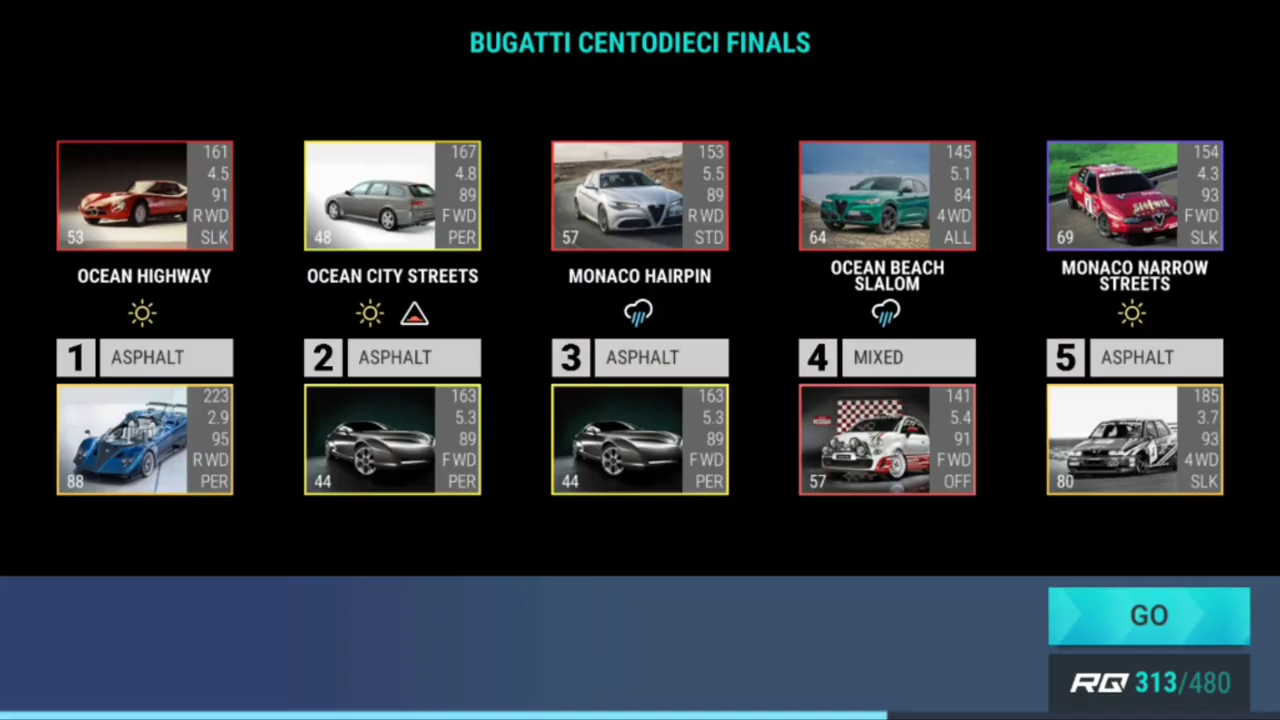 BUGATTI CENTODIECI FINALS
161
4.5
91
RWD
53 SLK
167
4.8
89
FWD
48 PER
153
5.5
89
RWD
57 STD
145
5.1
84
4WD
64 ALL
154
4.3
93
FWD
69 SLK
OCEAN HIGHWAY
OCEAN CITY STREETS
MONACO HAIRPIN
OCEAN BEACH
SLALOM
MONACO NARROW
STREETS
1 ASPHALT
2 ASPHALT
3 ASPHALT
4 MIXED
5 ASPHALT
223
2.9
95
RWD
88 PER
163
5.3
89
FWD
44 PER
163
5.3
89
FWD
44 PER
141
5.4
91
FWD
57 OFF
185
3.7
93
4WD
80 SLK
GO
RQ 313/480